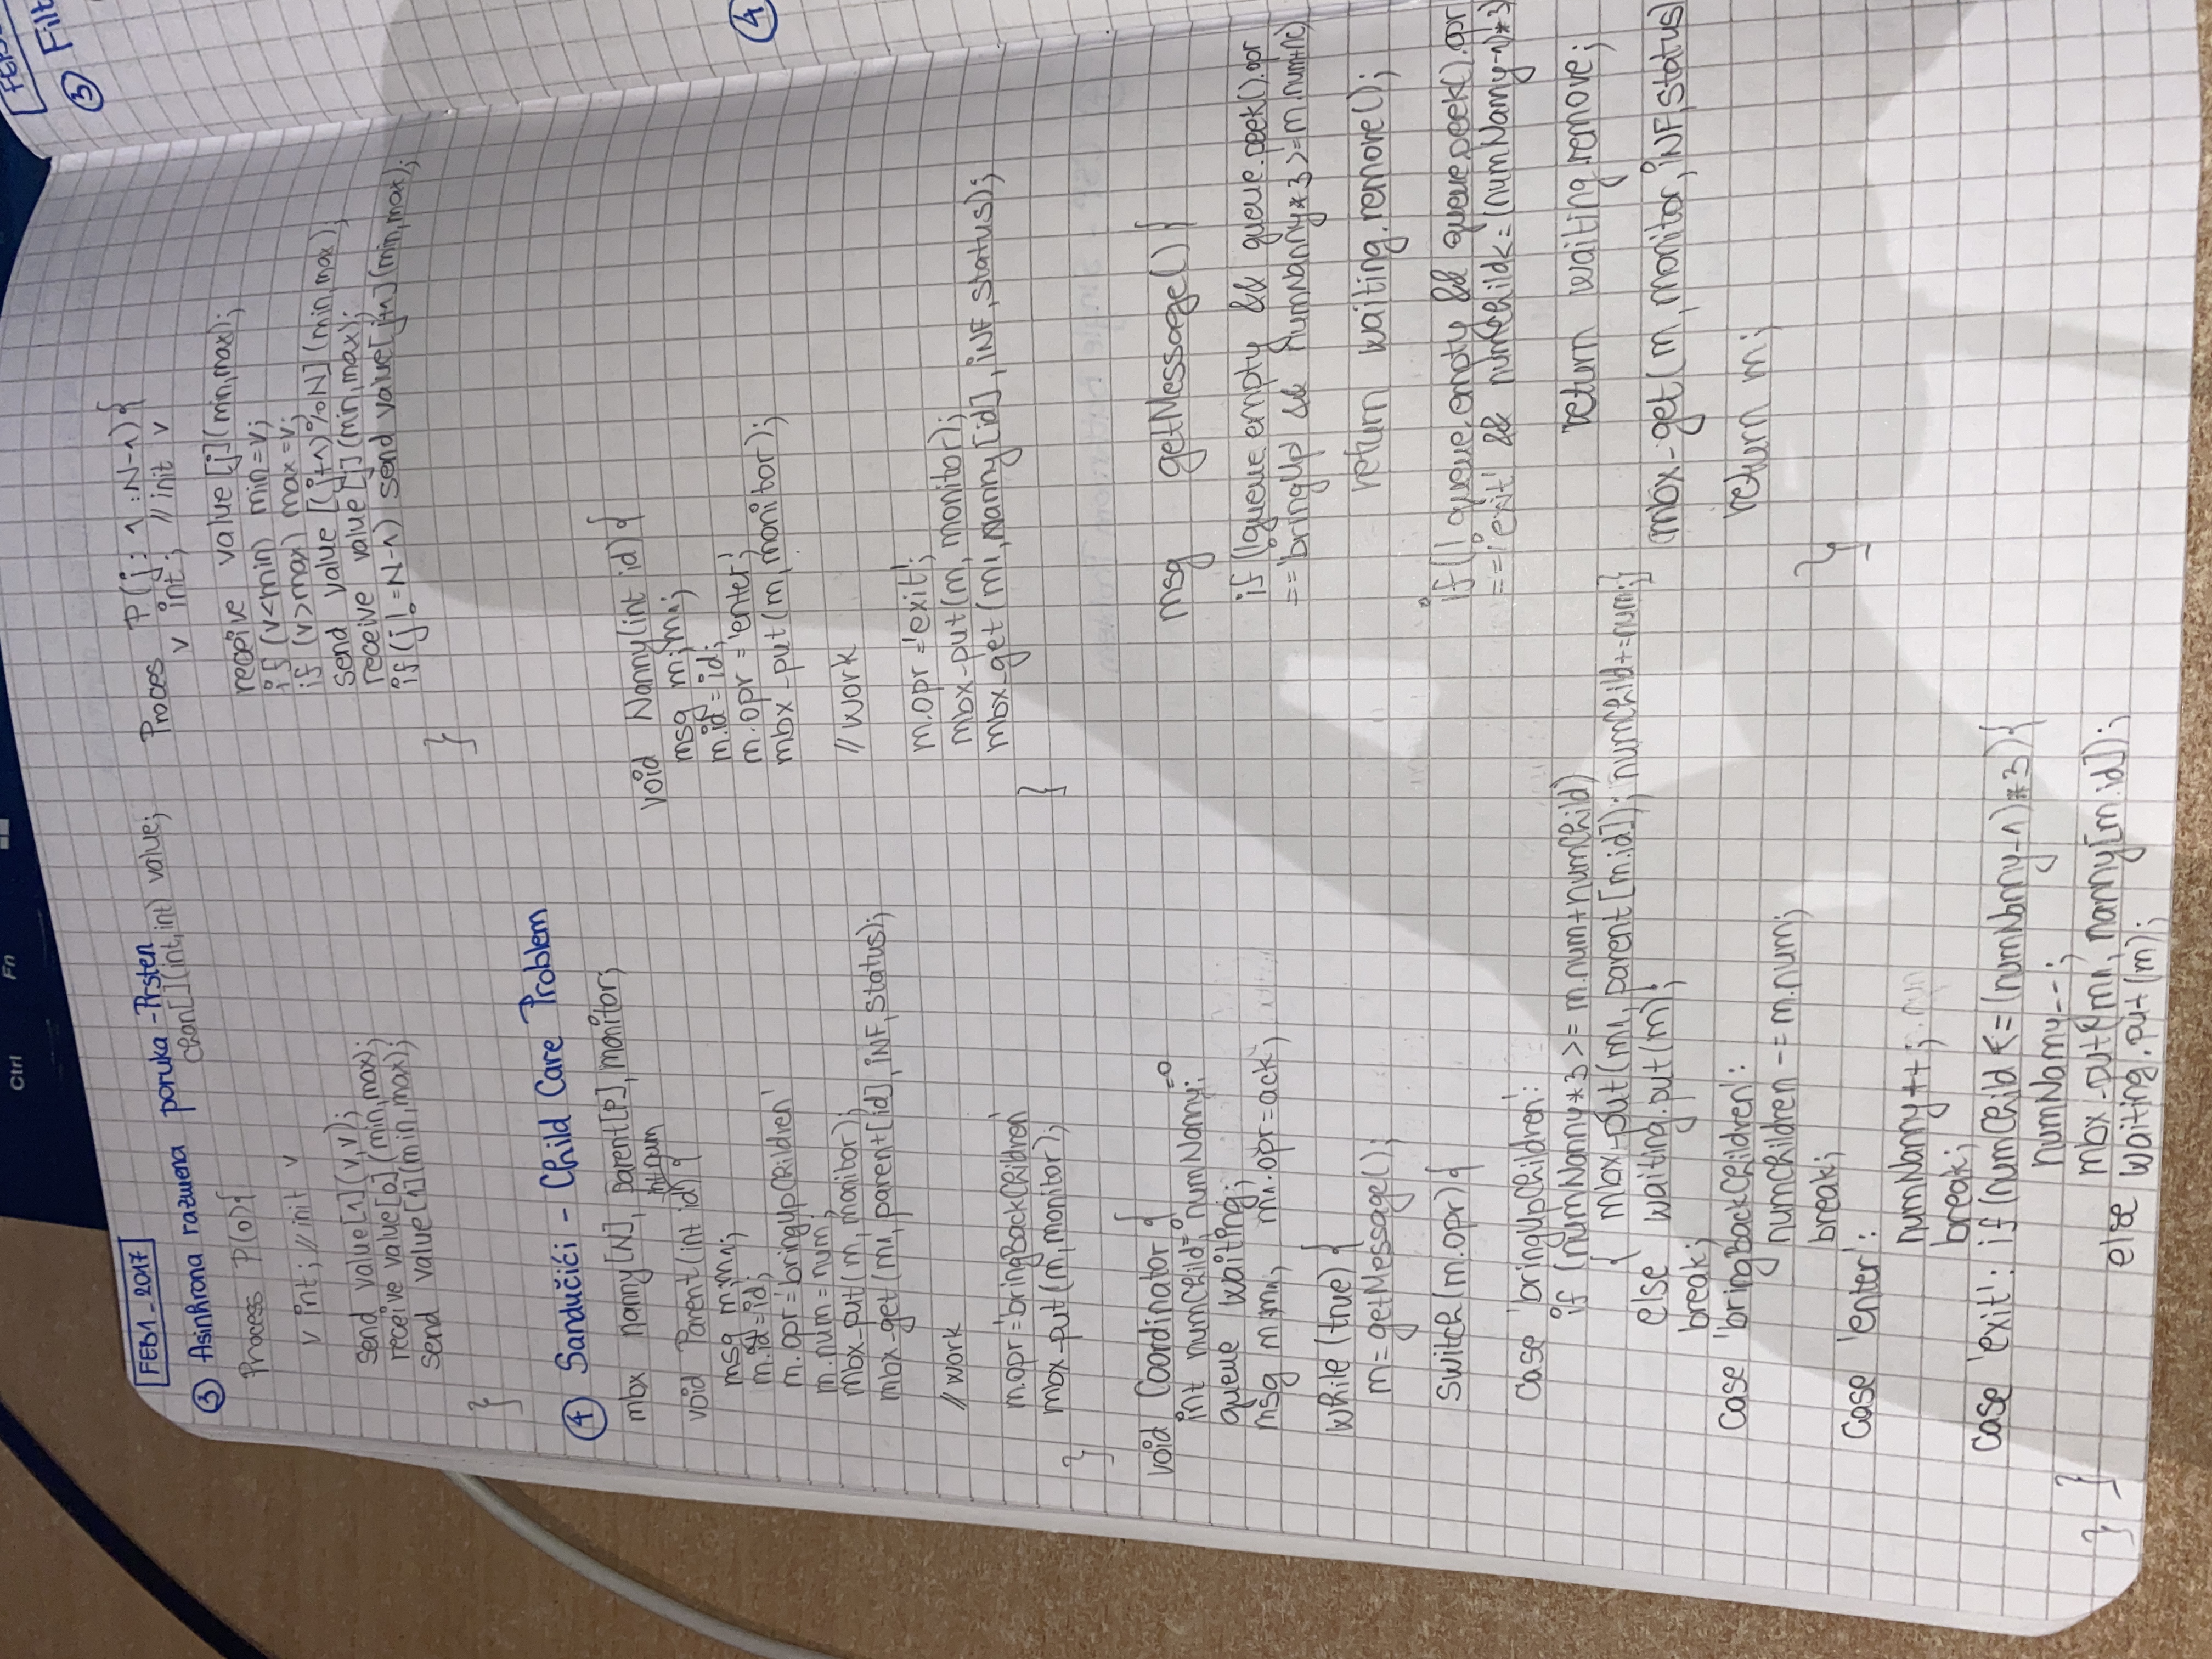 Ctrl
Fn
FEB1_2017
③ Asinhrona razmena poruka - Prsten
chan[](int,int) value;
Process P(0){
v int; // init v
send value[1](v,v);
receive value[0](min,max);
send value[1](min,max);
}
Proces P(j: 1:N-1){
v int; // init v
receive value[j](min,max);
if (v<min) min=v;
if (v>max) max=v;
send value[(j+1)%N](min,max);
receive value[j](min,max);
if(j!=N-1) send value[j+1](min,max);
}
④ Sandučići - Child Care Problem
mbx nanny[N], parent[P], monitor;
int num
void Parent(int id) {
msg m,m1;
m.id=id;
m.opr='bringUpChildren'
m.num=num;
mbx_put(m, monitor);
mbx_get(m1, parent[id], INF, status);
// work
m.opr='bringBackChildren'
mbx_put(m, monitor);
}
void Nanny(int id){
msg m,m1;
m.id=id;
m.opr='enter';
mbx_put(m, monitor);
// work
m.opr='exit';
mbx_put(m, monitor);
mbx_get(m1, nanny[id], INF, status);
}
void Coordinator {
int numChild=0, numNanny=0;
queue waiting;
msg m,m1; m1.opr=ack;
while(true){
m=getMessage();
switch(m.opr){
case 'bringUpChildren':
if (numNanny*3>=m.num+numChild)
{ mbx_put(m1, parent[m.id]); numChild+=num;}
else waiting.put(m);
break;
case 'bringBackChildren':
numChildren -= m.num;
break;
case 'enter':
numNanny++;
break;
case 'exit': if(numChild <= (numNanny-1)*3){
numNanny--;
mbx_put(m1, nanny[m.id]);
else waiting.put(m);
} }
msg getMessage(){
if(!queue.empty && queue.peek().opr
=='bringUp' && numNanny*3>=m.num+nc)
return waiting.remove();
if(!queue.empty && queue.peek().opr
=='exit' && numChild<=(numNanny-1)*3)
return waiting.remove;
mbx_get(m, monitor, INF, status)
return m;
}
③ Filt
④